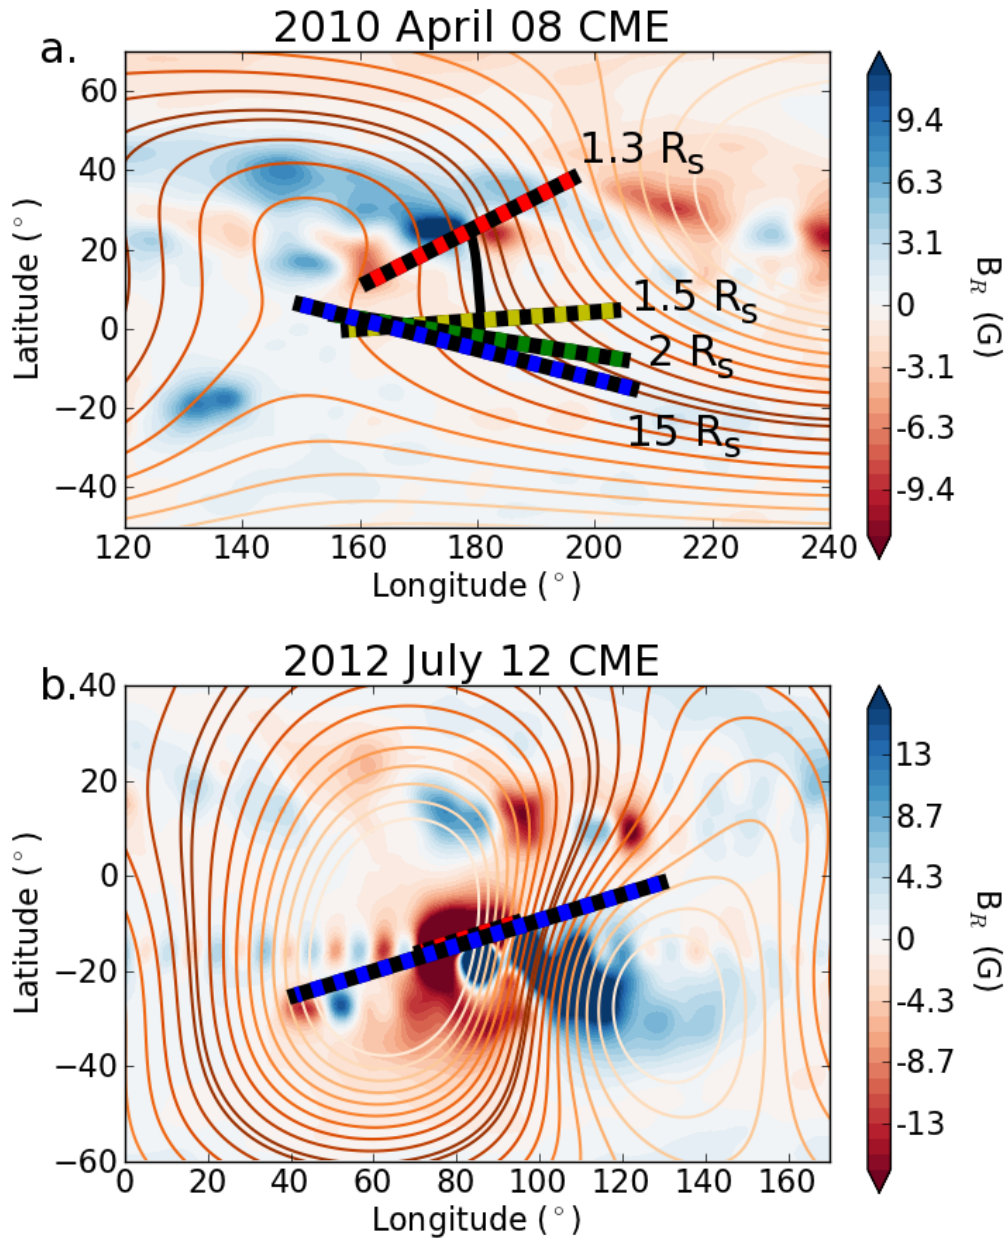 2010 April 08 CME
a.
60
40
20
0
−20
−40
Latitude (°)
1.3 Rs
1.5 Rs
2 Rs
15 Rs
120 140 160 180 200 220 240
Longitude (°)
9.4
6.3
3.1
0
-3.1
-6.3
-9.4
BR (G)
2012 July 12 CME
b.
40
20
0
−20
−40
−60
Latitude (°)
0 20 40 60 80 100 120 140 160
Longitude (°)
13
8.7
4.3
0
-4.3
-8.7
-13
BR (G)